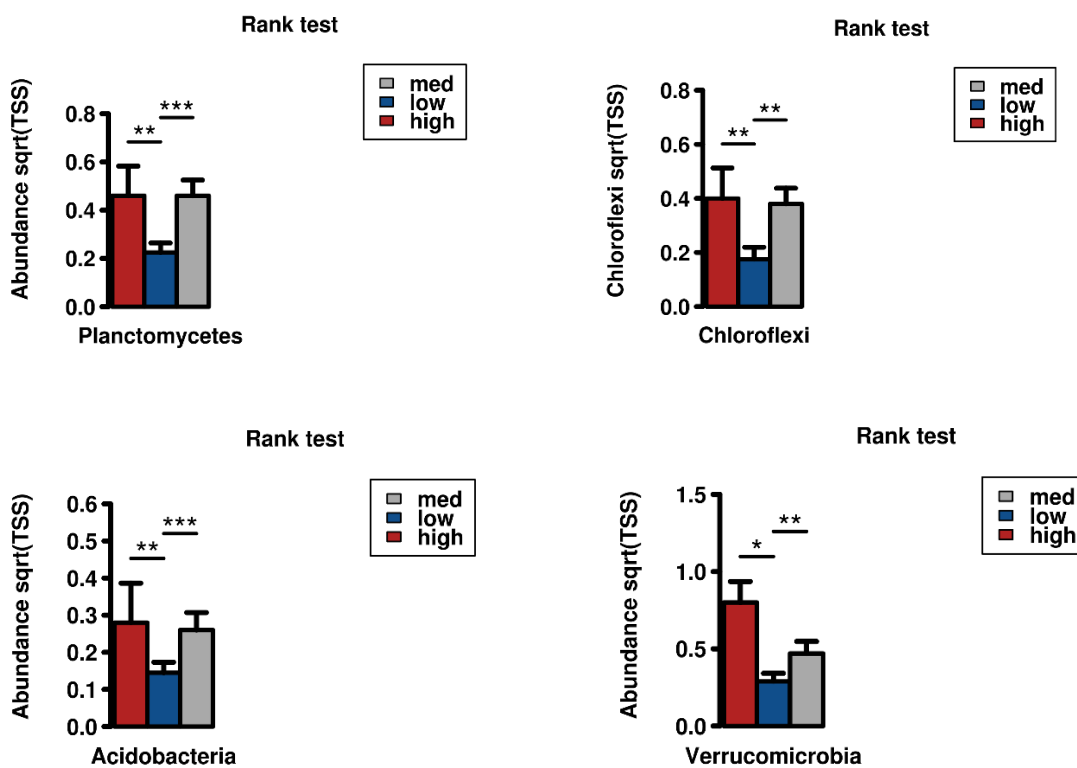 Rank test
med
low
high
Abundance sqrt(TSS)
0.8
0.6
0.4
0.2
0.0
**
***
Planctomycetes
Rank test
med
low
high
Chloroflexi sqrt(TSS)
0.8
0.6
0.4
0.2
0.0
**
**
Chloroflexi
Rank test
med
low
high
Abundance sqrt(TSS)
0.6
0.5
0.4
0.3
0.2
0.1
0.0
**
***
Acidobacteria
Rank test
med
low
high
Abundance sqrt(TSS)
1.5
1.0
0.5
0.0
*
**
Verrucomicrobia